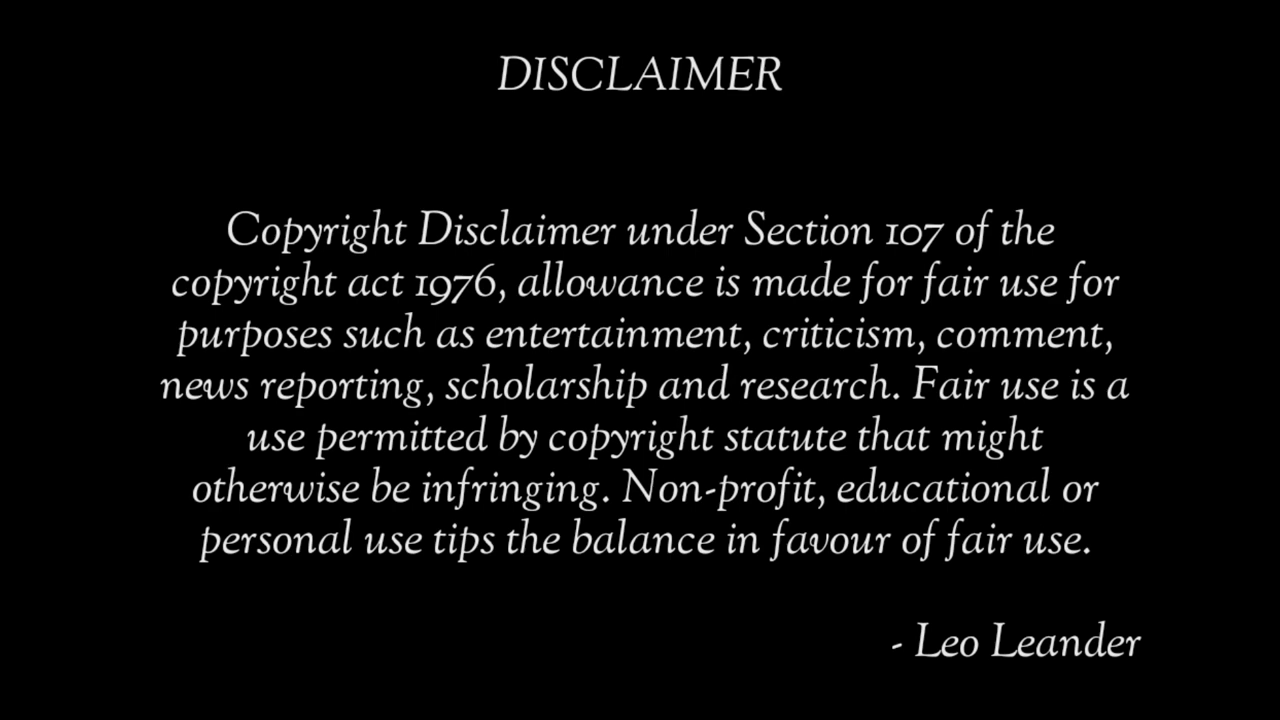 DISCLAIMER
Copyright Disclaimer under Section 107 of the
copyright act 1976, allowance is made for fair use for
purposes such as entertainment, criticism, comment,
news reporting, scholarship and research. Fair use is a
use permitted by copyright statute that might
otherwise be infringing. Non-profit, educational or
personal use tips the balance in favour of fair use.
- Leo Leander